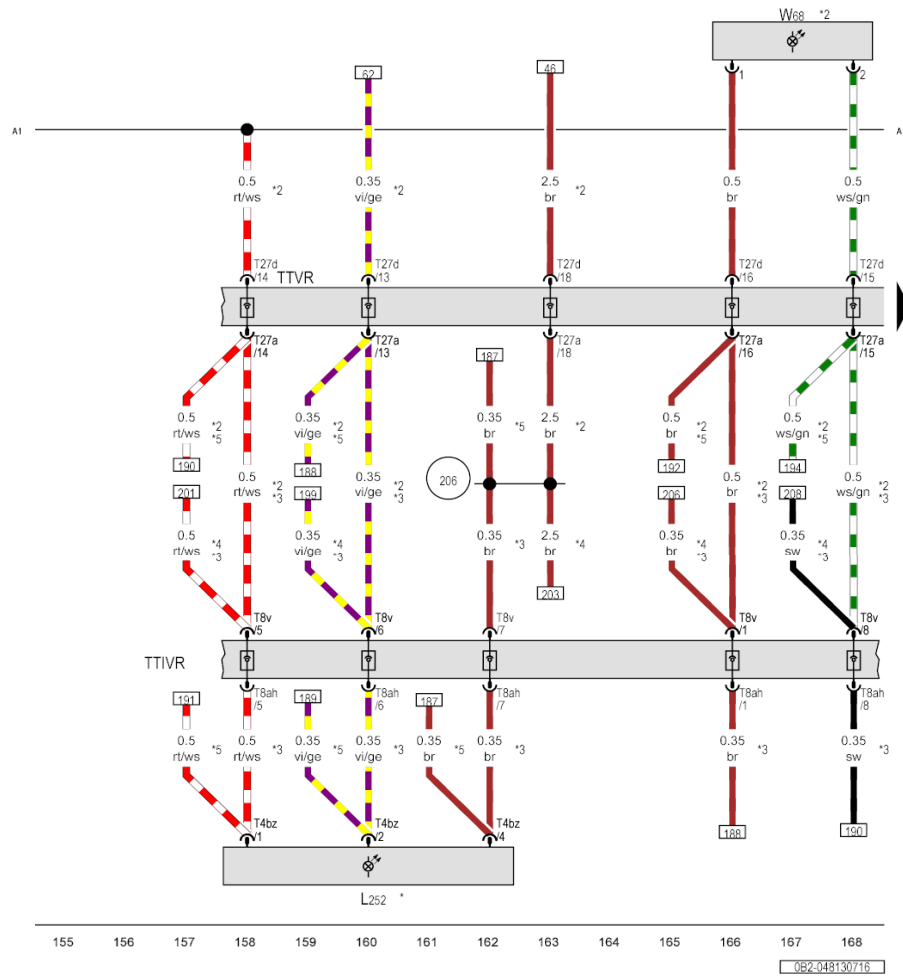 W68 *2
1 2
62 46
A1 A
0.5 0.35 2.5 0.5 0.5
rt/ws *2 vi/ge *2 br *2 br ws/gn
T27d T27d T27d T27d T27d
/14 /13 /18 /16 /15
TTVR
T27a T27a T27a T27a T27a
/14 /13 /18 /16 /15
187
0.5 0.35 0.35 2.5 0.5 0.5
rt/ws *2 vi/ge *2 br *5 br *2 br *2 ws/gn *2
*5 *5 *5 *5
190 188 192 194
206
201 199 206 208
0.5 0.35 0.5 0.5
rt/ws *2 vi/ge *2 br *2 ws/gn *2
*3 *3 *3 *3
0.5 0.35 0.35 2.5 0.35 0.35
rt/ws *4 vi/ge *4 br *3 br *4 br *4 sw *4
*3 *3 *3 *3
203
T8v T8v T8v T8v T8v
/5 /6 /7 /1 /8
TTIVR
T8ah T8ah T8ah T8ah T8ah
/5 /6 /7 /1 /8
191 189 187
0.5 0.5 0.35 0.35 0.35 0.35 0.35 0.35
rt/ws *5 rt/ws *3 vi/ge *5 vi/ge *3 br *5 br *3 br *3 sw *3
T4bz T4bz T4bz
/1 /2 /4
188 190
L252 *
155 156 157 158 159 160 161 162 163 164 165 166 167 168
0B2-048130716